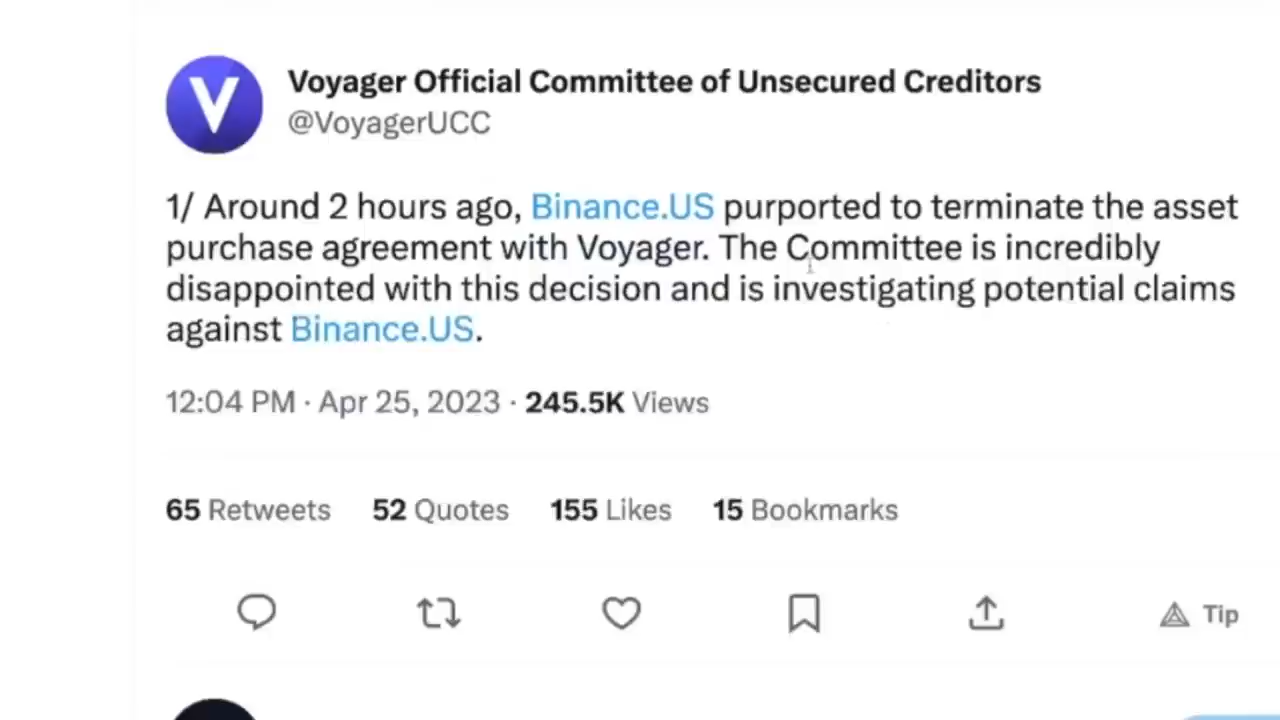 V
Voyager Official Committee of Unsecured Creditors
@VoyagerUCC
1/ Around 2 hours ago, Binance.US purported to terminate the asset
purchase agreement with Voyager. The Committee is incredibly
disappointed with this decision and is investigating potential claims
against Binance.US.
12:04 PM · Apr 25, 2023 · 245.5K Views
65 Retweets 52 Quotes 155 Likes 15 Bookmarks
Tip